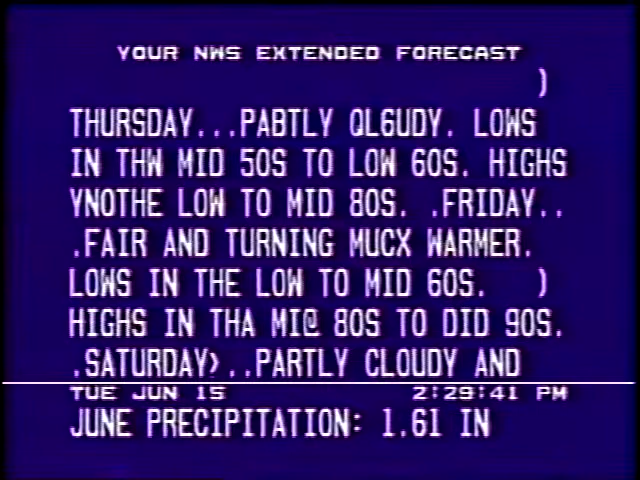 YOUR NWS EXTENDED FORECAST
)
THURSDAY...PABTLY QL6UDY. LOWS
IN THW MID 50S TO LOW 60S. HIGHS
YNOTHE LOW TO MID 80S. .FRIDAY..
.FAIR AND TURNING MUCX WARMER.
LOWS IN THE LOW TO MID 60S. )
HIGHS IN THA MI@ 80S TO DID 90S.
.SATURDAY>..PARTLY CLOUDY AND
TUE JUN 15 2:29:41 PM
JUNE PRECIPITATION: 1.61 IN